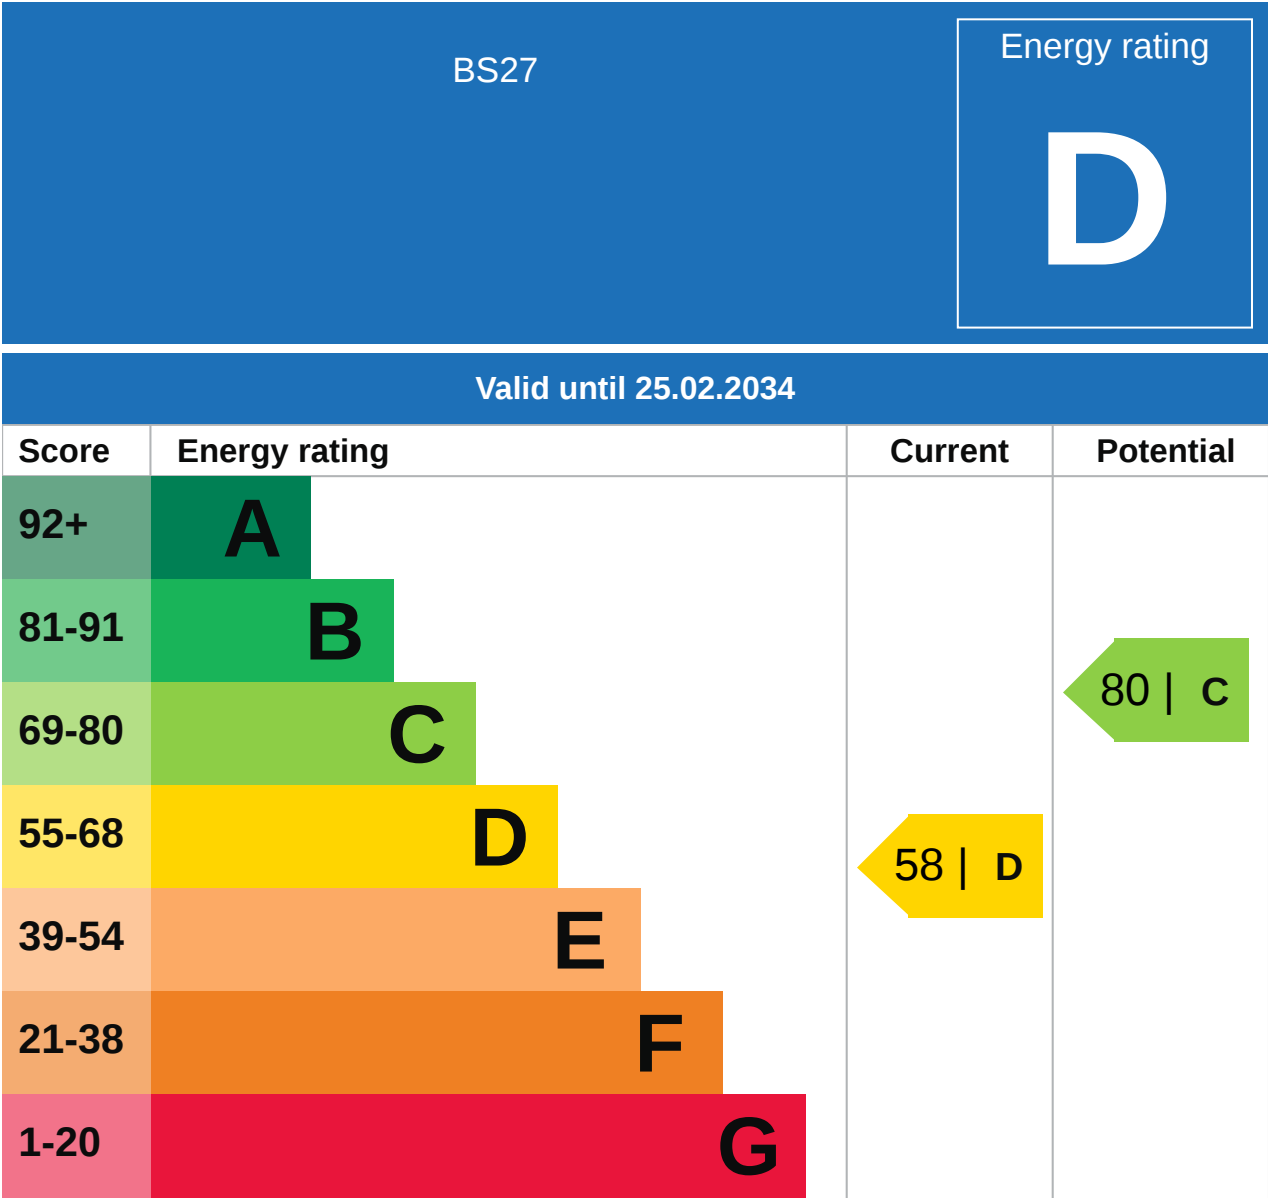 BS27
Energy rating
D
Valid until 25.02.2034
Score Energy rating Current Potential
92+ A
81-91 B
69-80 C
80 | C
55-68 D
58 | D
39-54 E
21-38 F
1-20 G